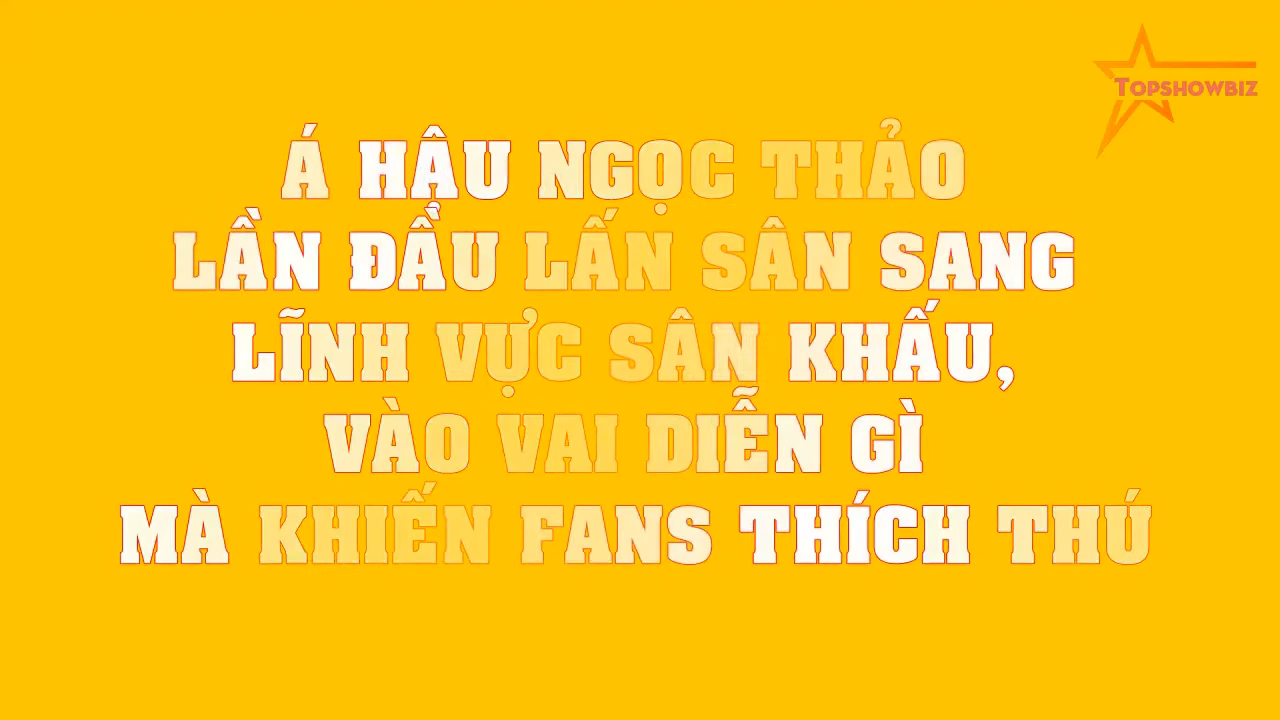 TOPSHOWBIZ
Á HẬU NGỌC THẢO
LẦN ĐẦU LẤN SÂN SANG
LĨNH VỰC SÂN KHẤU,
VÀO VAI DIỄN GÌ
MÀ KHIẾN FANS THÍCH THÚ